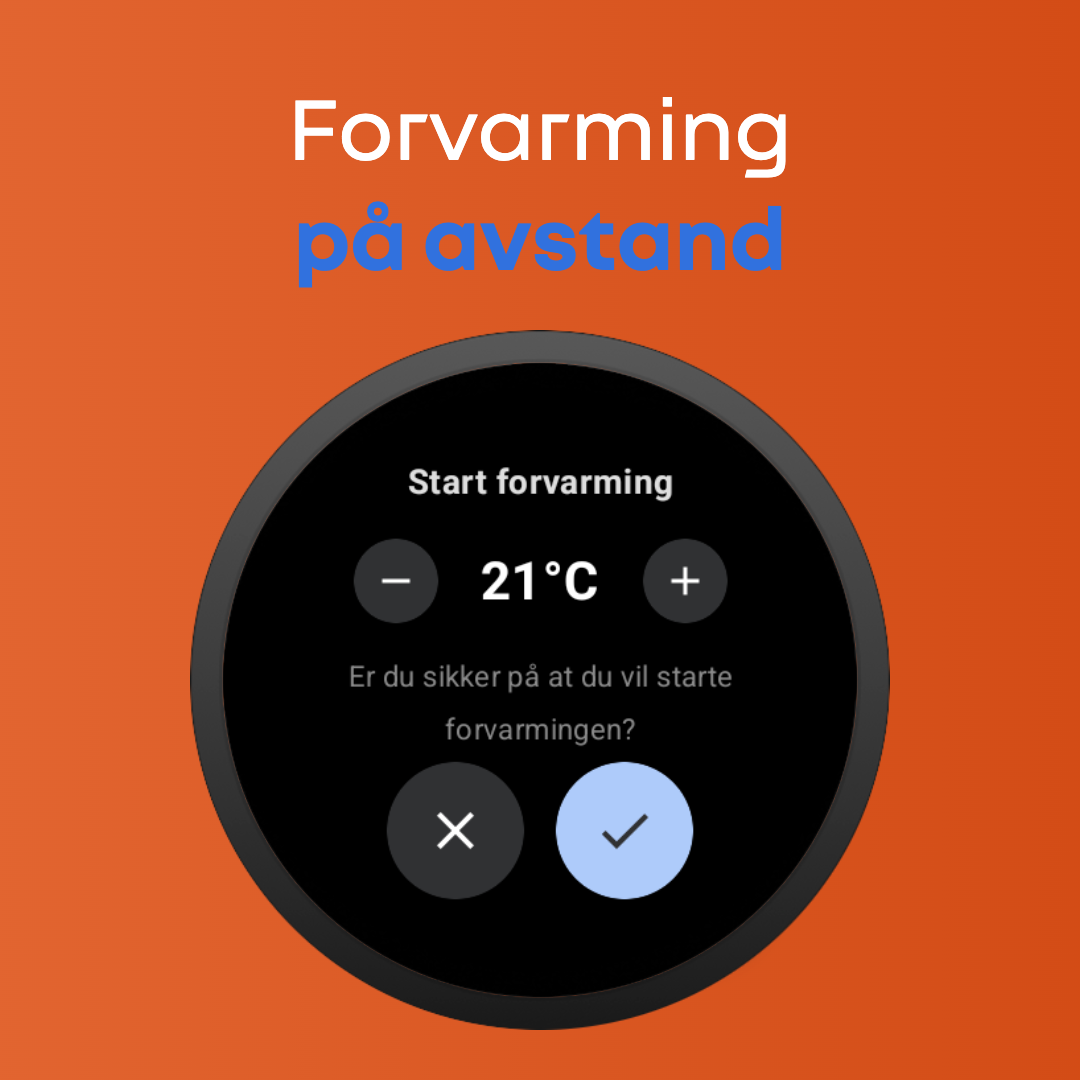 Forvarming
på avstand
Start forvarming
21°C
Er du sikker på at du vil starte
forvarmingen?